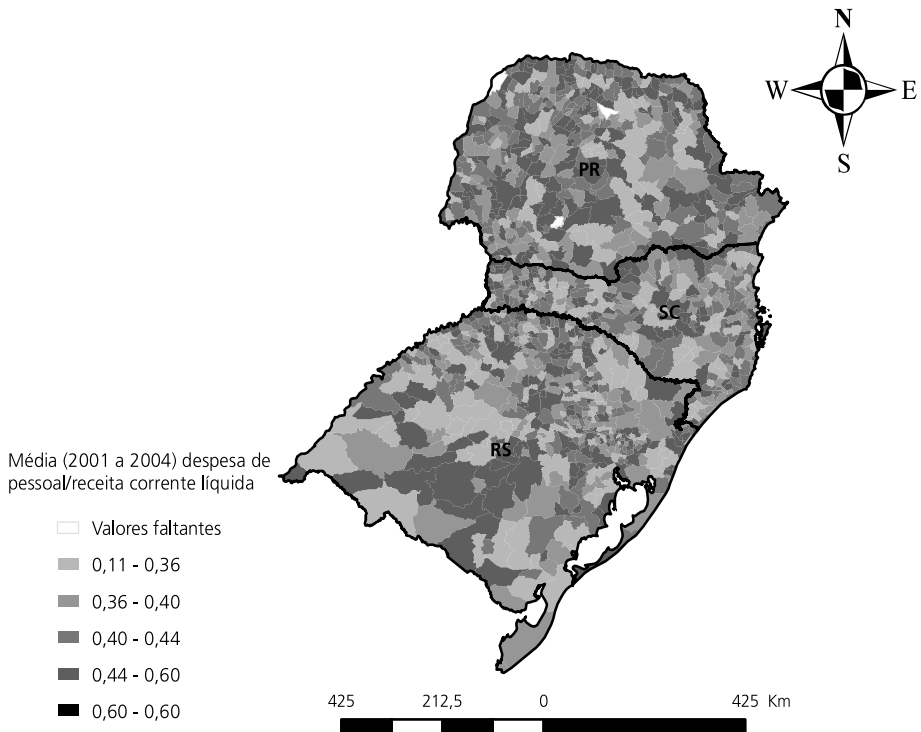 N
W E
S
PR
SC
RS
Média (2001 a 2004) despesa de
pessoal/receita corrente líquida
Valores faltantes
0,11 - 0,36
0,36 - 0,40
0,40 - 0,44
0,44 - 0,60
0,60 - 0,60
425 212,5 0 425 Km